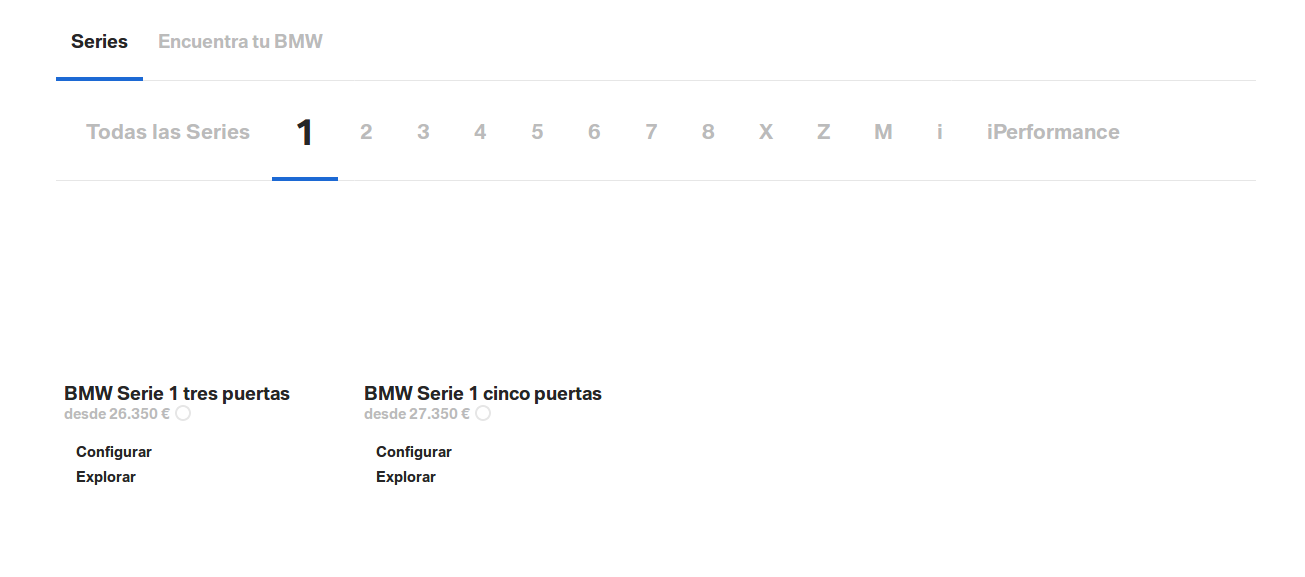 Series Encuentra tu BMW
Todas las Series 1 2 3 4 5 6 7 8 X Z M i iPerformance
BMW Serie 1 tres puertas
desde 26.350 €
Configurar
Explorar
BMW Serie 1 cinco puertas
desde 27.350 €
Configurar
Explorar